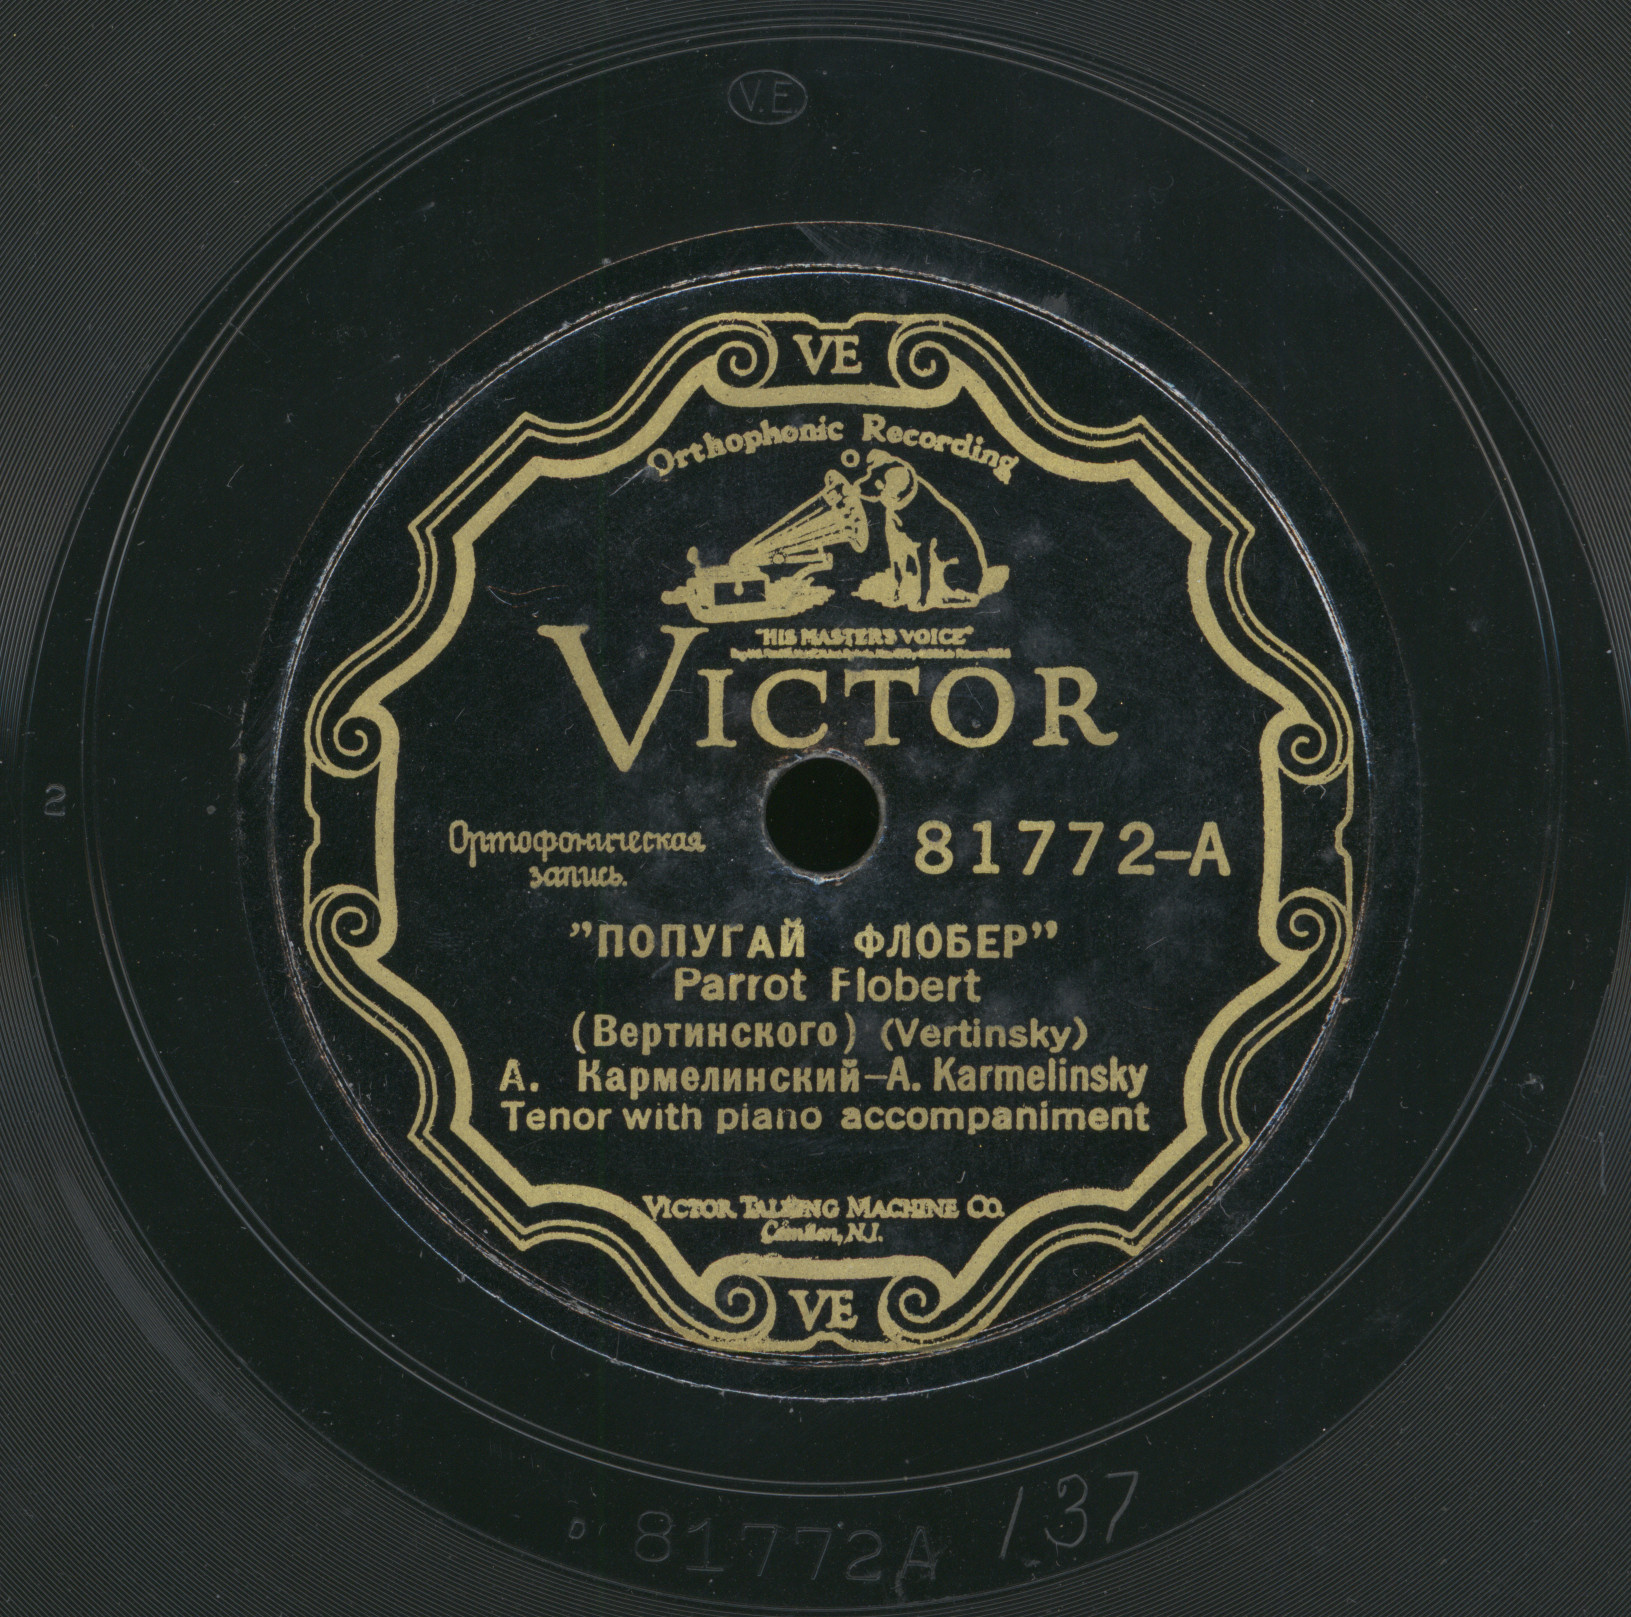 V.E
VE
Orthophonic Recording
"HIS MASTER'S VOICE"
VICTOR
2
Ортофоническая
запись.
81772-A
"ПОПУГАЙ ФЛОБЕР"
Parrot Flobert
(Вертинского) (Vertinsky)
А. Кармелинский-A. Karmelinsky
Tenor with piano accompaniment
VICTOR TALKING MACHINE CO.
Camden, N.J.
VE
81772A 137